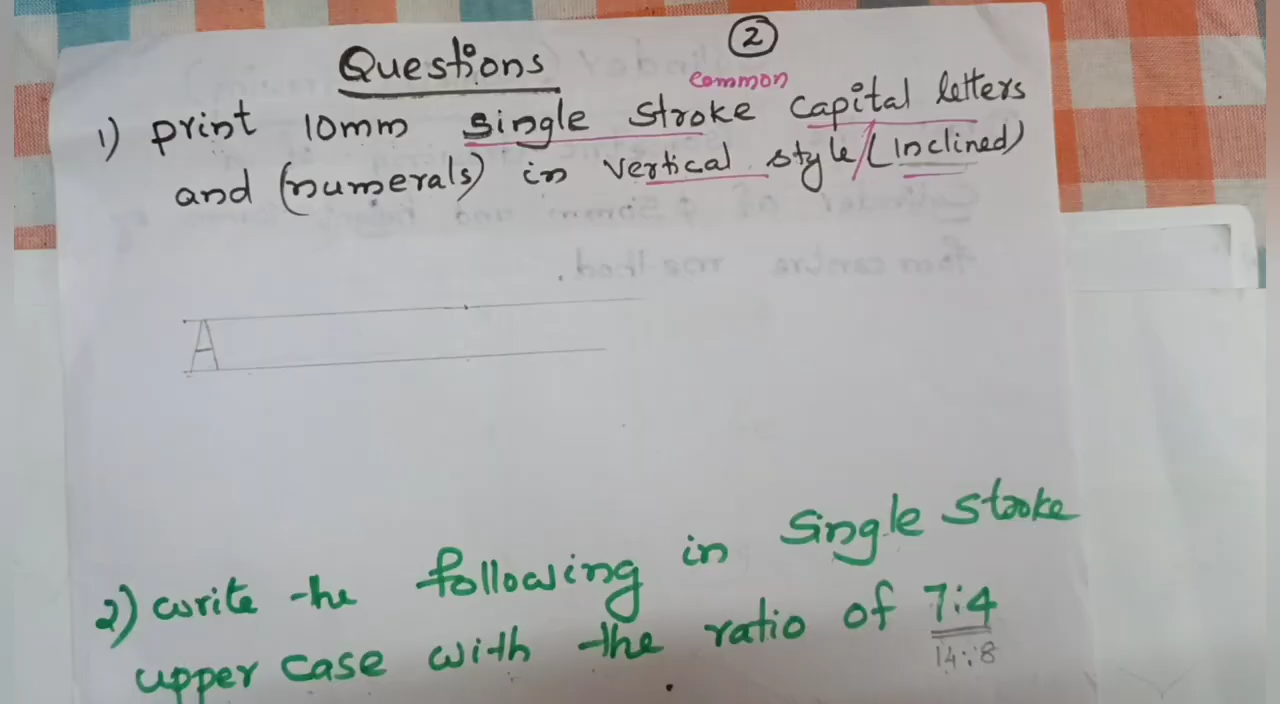 2
Questions
common
1) print 10mm single stroke capital letters
and (numerals) in vertical style/(Inclined)
A
2) write the following in Single stroke
upper case with the ratio of 7:4
14:8